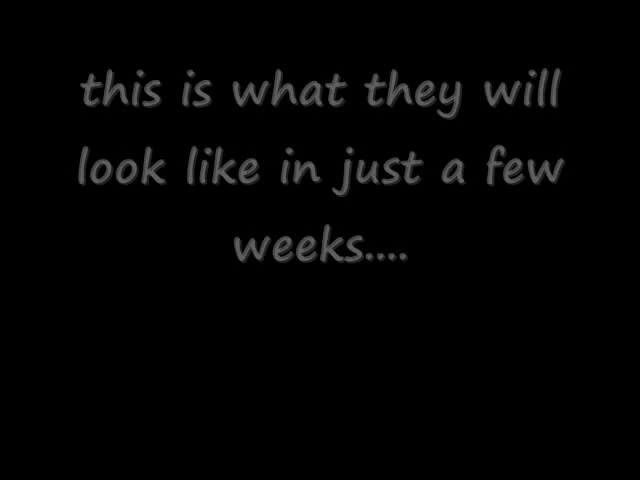 this is what they will
look like in just a few
weeks....